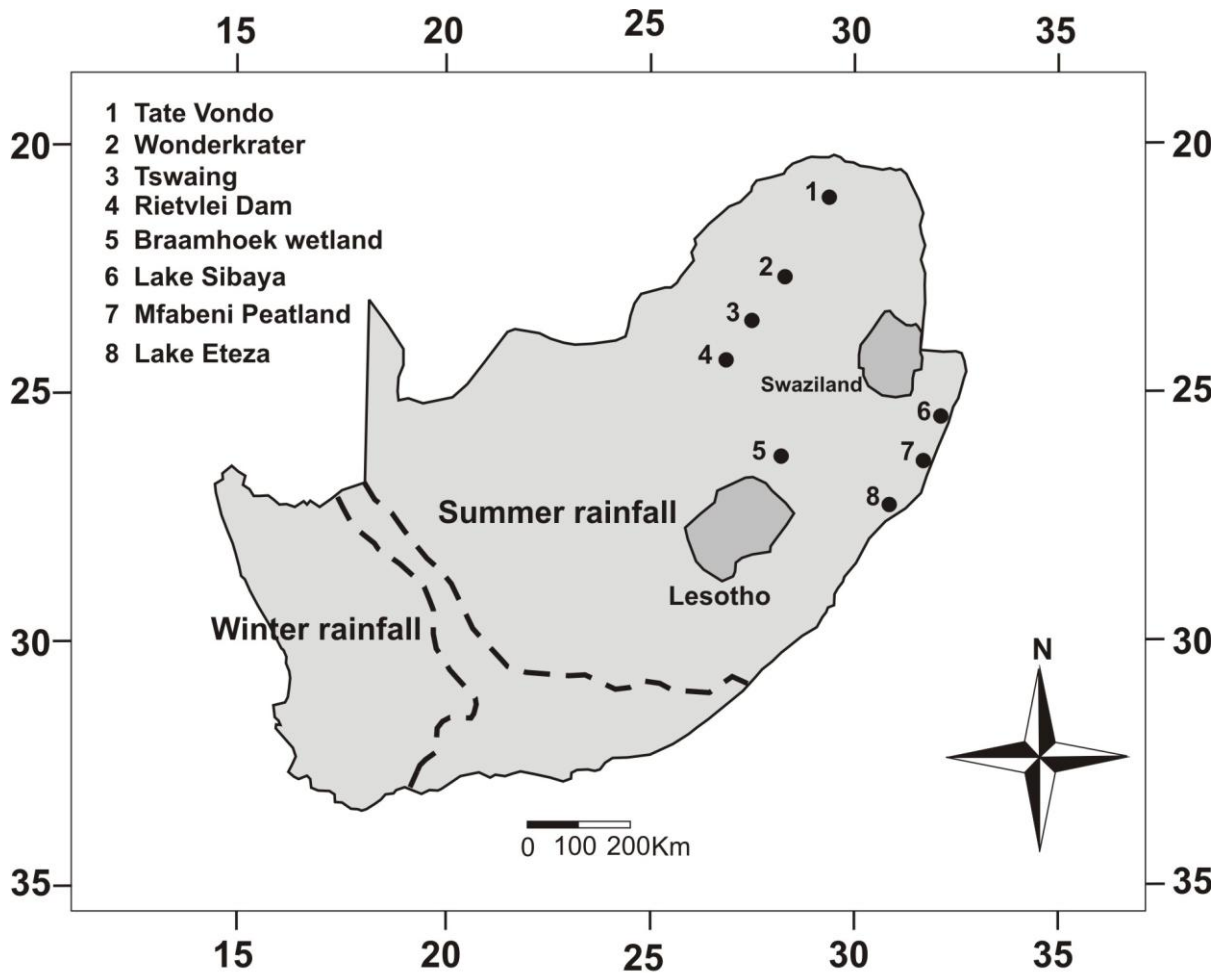 15 20 25 30 35
1 Tate Vondo
2 Wonderkrater
3 Tswaing
4 Rietvlei Dam
5 Braamhoek wetland
6 Lake Sibaya
7 Mfabeni Peatland
8 Lake Eteza
20
20
1
2
3
4
Swaziland
25
25
6
5
7
8
Summer rainfall
Lesotho
Winter rainfall
30
30
N
0 100 200Km
35
35
15 20 25 30 35